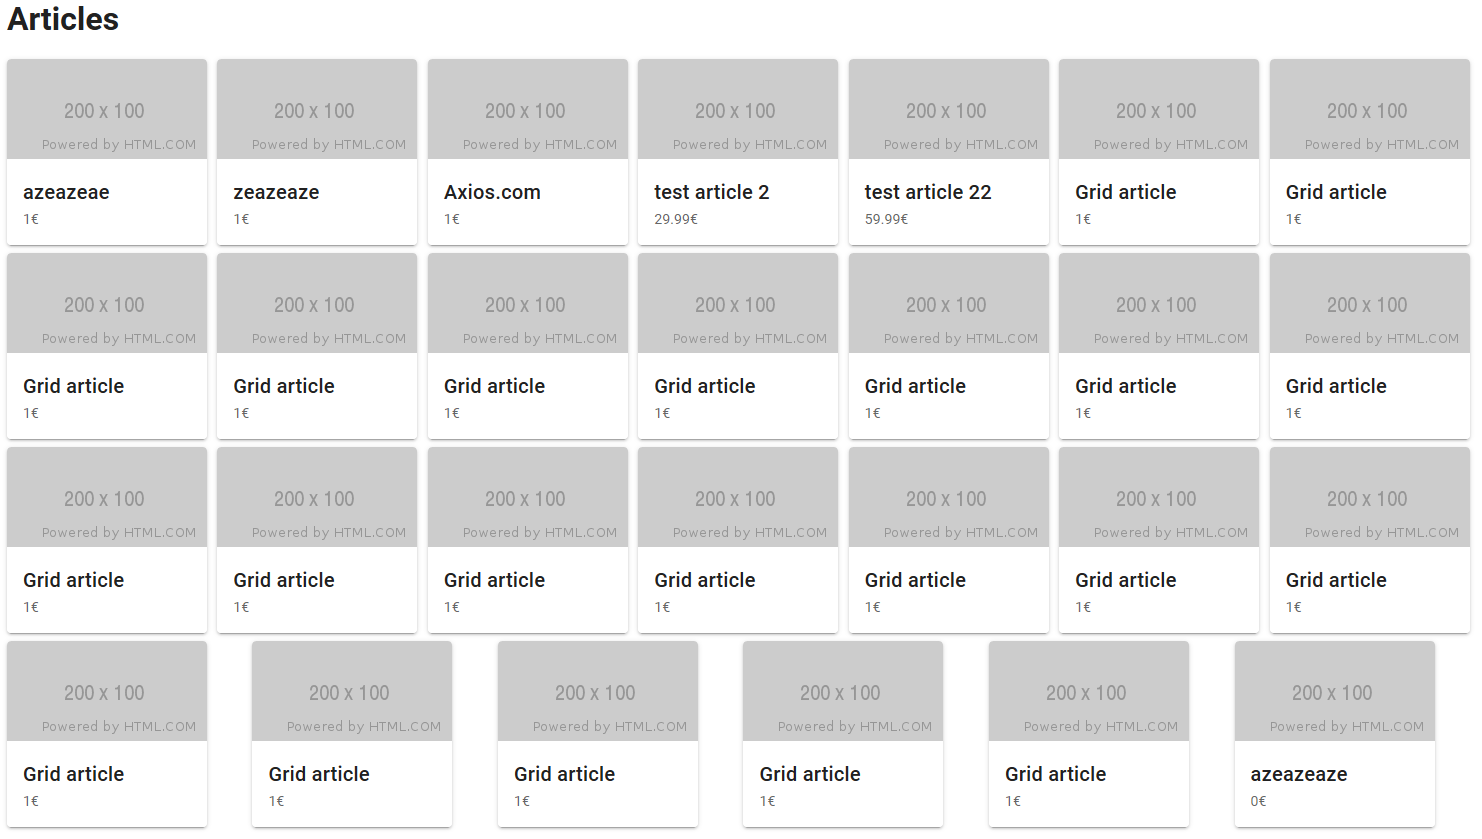 Articles
200 x 100
Powered by HTML.COM
azeazeae
1€
200 x 100
Powered by HTML.COM
zeazeaze
1€
200 x 100
Powered by HTML.COM
Axios.com
1€
200 x 100
Powered by HTML.COM
test article 2
29.99€
200 x 100
Powered by HTML.COM
test article 22
59.99€
200 x 100
Powered by HTML.COM
Grid article
1€
200 x 100
Powered by HTML.COM
Grid article
1€
200 x 100
Powered by HTML.COM
Grid article
1€
200 x 100
Powered by HTML.COM
Grid article
1€
200 x 100
Powered by HTML.COM
Grid article
1€
200 x 100
Powered by HTML.COM
Grid article
1€
200 x 100
Powered by HTML.COM
Grid article
1€
200 x 100
Powered by HTML.COM
Grid article
1€
200 x 100
Powered by HTML.COM
Grid article
1€
200 x 100
Powered by HTML.COM
Grid article
1€
200 x 100
Powered by HTML.COM
Grid article
1€
200 x 100
Powered by HTML.COM
Grid article
1€
200 x 100
Powered by HTML.COM
Grid article
1€
200 x 100
Powered by HTML.COM
Grid article
1€
200 x 100
Powered by HTML.COM
Grid article
1€
200 x 100
Powered by HTML.COM
Grid article
1€
200 x 100
Powered by HTML.COM
Grid article
1€
200 x 100
Powered by HTML.COM
Grid article
1€
200 x 100
Powered by HTML.COM
Grid article
1€
200 x 100
Powered by HTML.COM
Grid article
1€
200 x 100
Powered by HTML.COM
Grid article
1€
200 x 100
Powered by HTML.COM
azeazeaze
0€